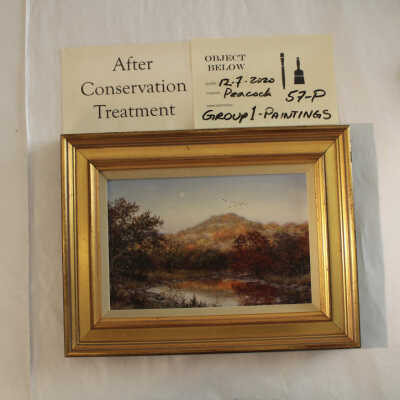 After
Conservation
Treatment
OBJECT
BELOW
12-7-2020
Peacock 57-P
GROUP 1-PAINTINGS